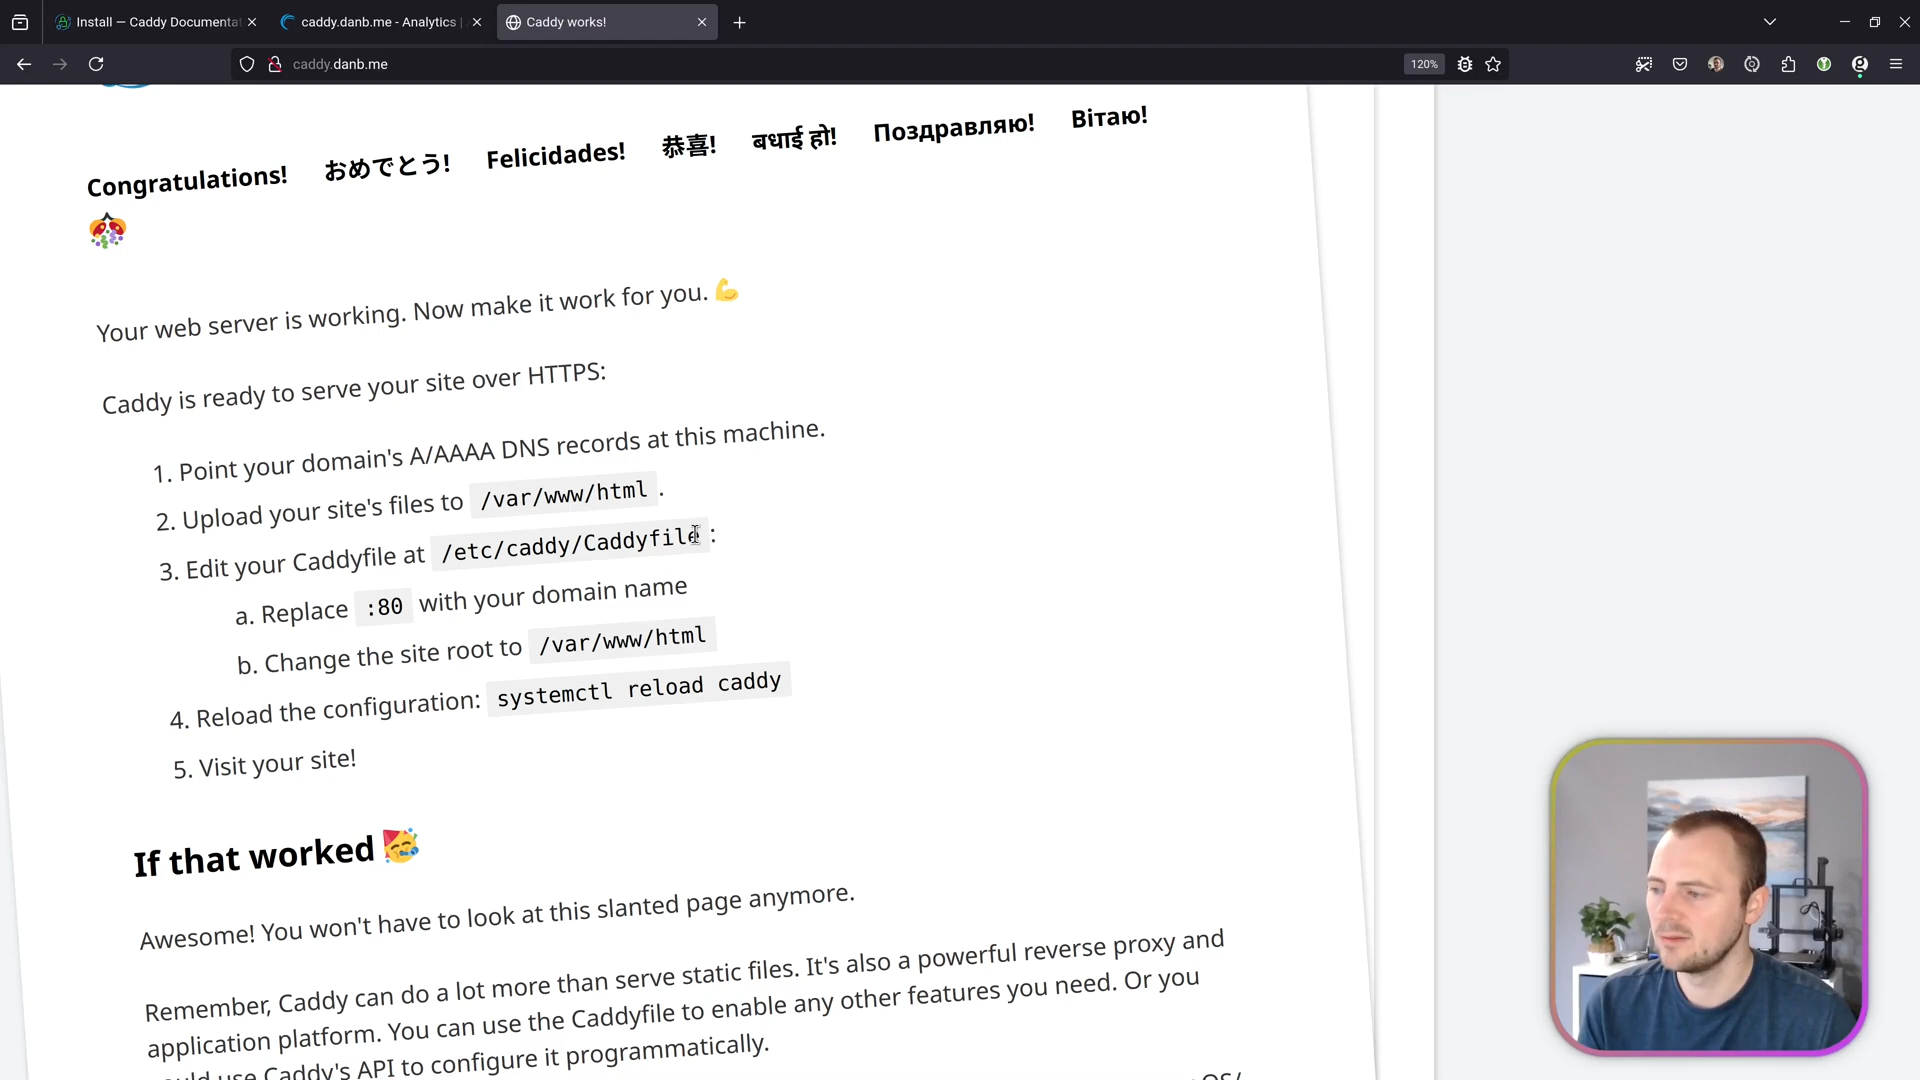 Install — Caddy Documentat
caddy.danb.me - Analytics |
Caddy works!
caddy.danb.me
120%
Congratulations! おめでとう! Felicidades! 恭喜! बधाई हो! Поздравляю! Вітаю!
Your web server is working. Now make it work for you. 💪
Caddy is ready to serve your site over HTTPS:
1. Point your domain's A/AAAA DNS records at this machine.
2. Upload your site's files to /var/www/html .
3. Edit your Caddyfile at /etc/caddy/Caddyfile :
a. Replace :80 with your domain name
b. Change the site root to /var/www/html
4. Reload the configuration: systemctl reload caddy
5. Visit your site!
If that worked 🥳
Awesome! You won't have to look at this slanted page anymore.
Remember, Caddy can do a lot more than serve static files. It's also a powerful reverse proxy and
application platform. You can use the Caddyfile to enable any other features you need. Or you
could use Caddy's API to configure it programmatically.
OS/